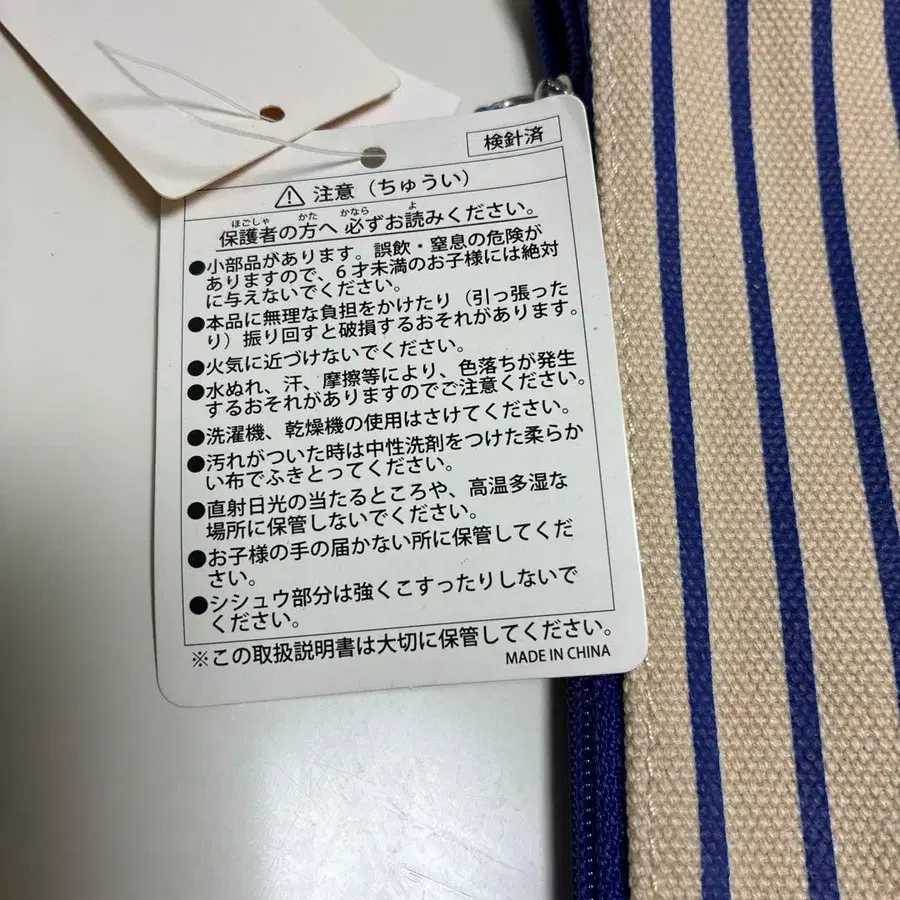 検針済
⚠ 注意（ちゅうい）
ほごしゃ かた かなら よ
保護者の方へ 必ずお読みください。
●小部品があります。誤飲・窒息の危険が
ありますので、6才未満のお子様には絶対
に与えないでください。
●本品に無理な負担をかけたり（引っ張った
り）振り回すと破損するおそれがあります。
●火気に近づけないでください。
●水ぬれ、汗、摩擦等により、色落ちが発生
するおそれがありますのでご注意ください。
●洗濯機、乾燥機の使用はさけてください。
●汚れがついた時は中性洗剤をつけた柔らか
い布でふきとってください。
●直射日光の当たるところや、高温多湿な
場所に保管しないでください。
●お子様の手の届かない所に保管してくだ
さい。
●シシュウ部分は強くこすったりしないで
ください。
※この取扱説明書は大切に保管してください。
MADE IN CHINA